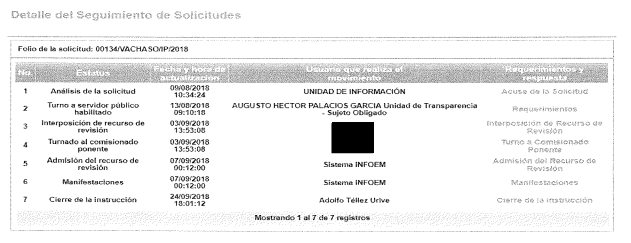 Detalle del Seguimiento de Solicitudes
Folio de la solicitud: 00134/VACHASO/IP/2018
No. Estatus Fecha y hora de actualización Usuario que realiza el movimiento Requerimientos y respuesta
1 Análisis de la solicitud 09/08/2018 10:34:24 UNIDAD DE INFORMACIÓN Acuse de la Solicitud
2 Turno a servidor público habilitado 13/08/2018 09:10:18 AUGUSTO HECTOR PALACIOS GARCIA Unidad de Transparencia - Sujeto Obligado Requerimientos
3 Interposición de recurso de revisión 03/09/2018 13:53:08 Interposición de Recurso de Revisión
4 Turnado al comisionado ponente 03/09/2018 13:53:08 Turno a Comisionado Ponente
5 Admisión del recurso de revisión 07/09/2018 00:12:00 Sistema INFOEM Admisión del Recurso de Revisión
6 Manifestaciones 07/09/2018 00:12:00 Sistema INFOEM Manifestaciones
7 Cierre de la instrucción 24/09/2018 18:01:12 Adolfo Téllez Urive Cierre de la instrucción
Mostrando 1 al 7 de 7 registros